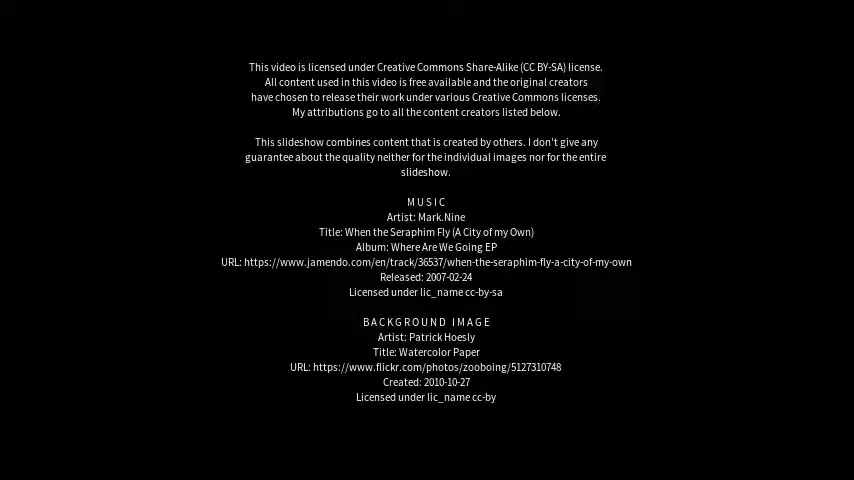 This video is licensed under Creative Commons Share-Alike (CC BY-SA) license.
All content used in this video is free available and the original creators
have chosen to release their work under various Creative Commons licenses.
My attributions go to all the content creators listed below.
This slideshow combines content that is created by others. I don't give any
guarantee about the quality neither for the individual images nor for the entire
slideshow.
MUSIC
Artist: Mark.Nine
Title: When the Seraphim Fly (A City of my Own)
Album: Where Are We Going EP
URL: https://www.jamendo.com/en/track/36537/when-the-seraphim-fly-a-city-of-my-own
Released: 2007-02-24
Licensed under lic_name cc-by-sa
BACKGROUND IMAGE
Artist: Patrick Hoesly
Title: Watercolor Paper
URL: https://www.flickr.com/photos/zooboing/5127310748
Created: 2010-10-27
Licensed under lic_name cc-by